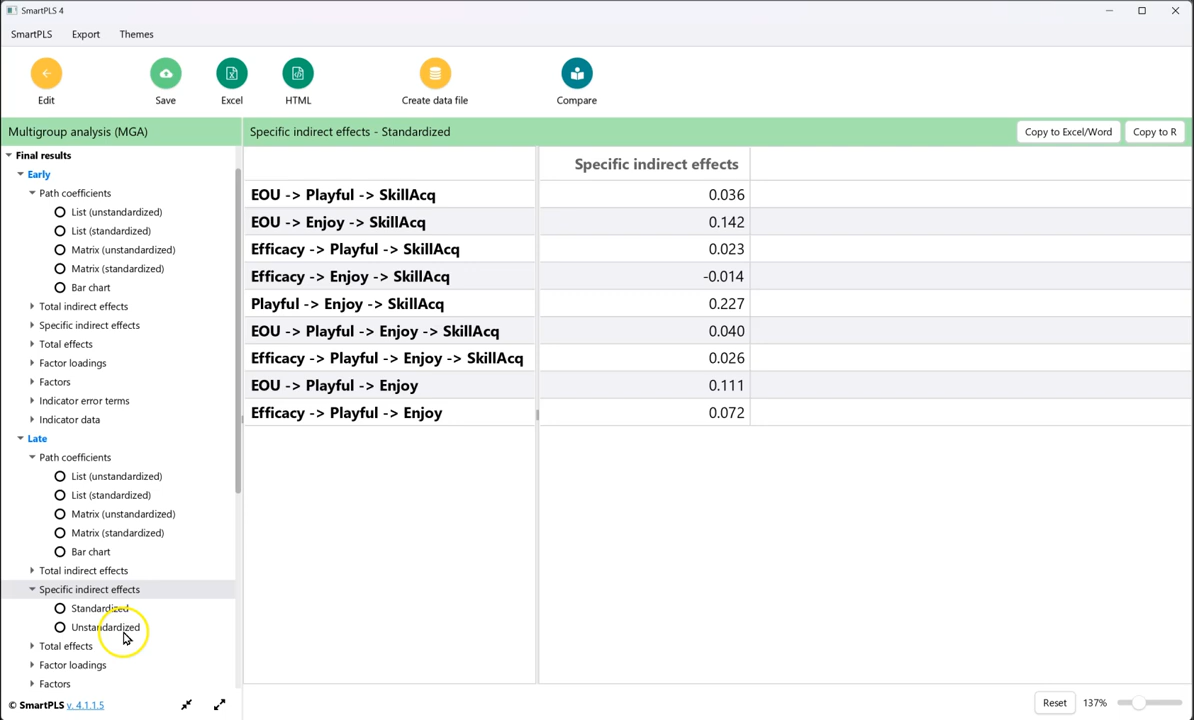 SmartPLS 4
SmartPLS Export Themes
Edit Save Excel HTML Create data file Compare
Multigroup analysis (MGA)
Specific indirect effects - Standardized
Copy to Excel/Word Copy to R
Final results
Early
Path coefficients
List (unstandardized)
List (standardized)
Matrix (unstandardized)
Matrix (standardized)
Bar chart
Total indirect effects
Specific indirect effects
Total effects
Factor loadings
Factors
Indicator error terms
Indicator data
Late
Path coefficients
List (unstandardized)
List (standardized)
Matrix (unstandardized)
Matrix (standardized)
Bar chart
Total indirect effects
Specific indirect effects
Standardized
Unstandardized
Total effects
Factor loadings
Factors
© SmartPLS v. 4.1.1.5
Specific indirect effects
EOU -> Playful -> SkillAcq 0.036
EOU -> Enjoy -> SkillAcq 0.142
Efficacy -> Playful -> SkillAcq 0.023
Efficacy -> Enjoy -> SkillAcq -0.014
Playful -> Enjoy -> SkillAcq 0.227
EOU -> Playful -> Enjoy -> SkillAcq 0.040
Efficacy -> Playful -> Enjoy -> SkillAcq 0.026
EOU -> Playful -> Enjoy 0.111
Efficacy -> Playful -> Enjoy 0.072
Reset 137%